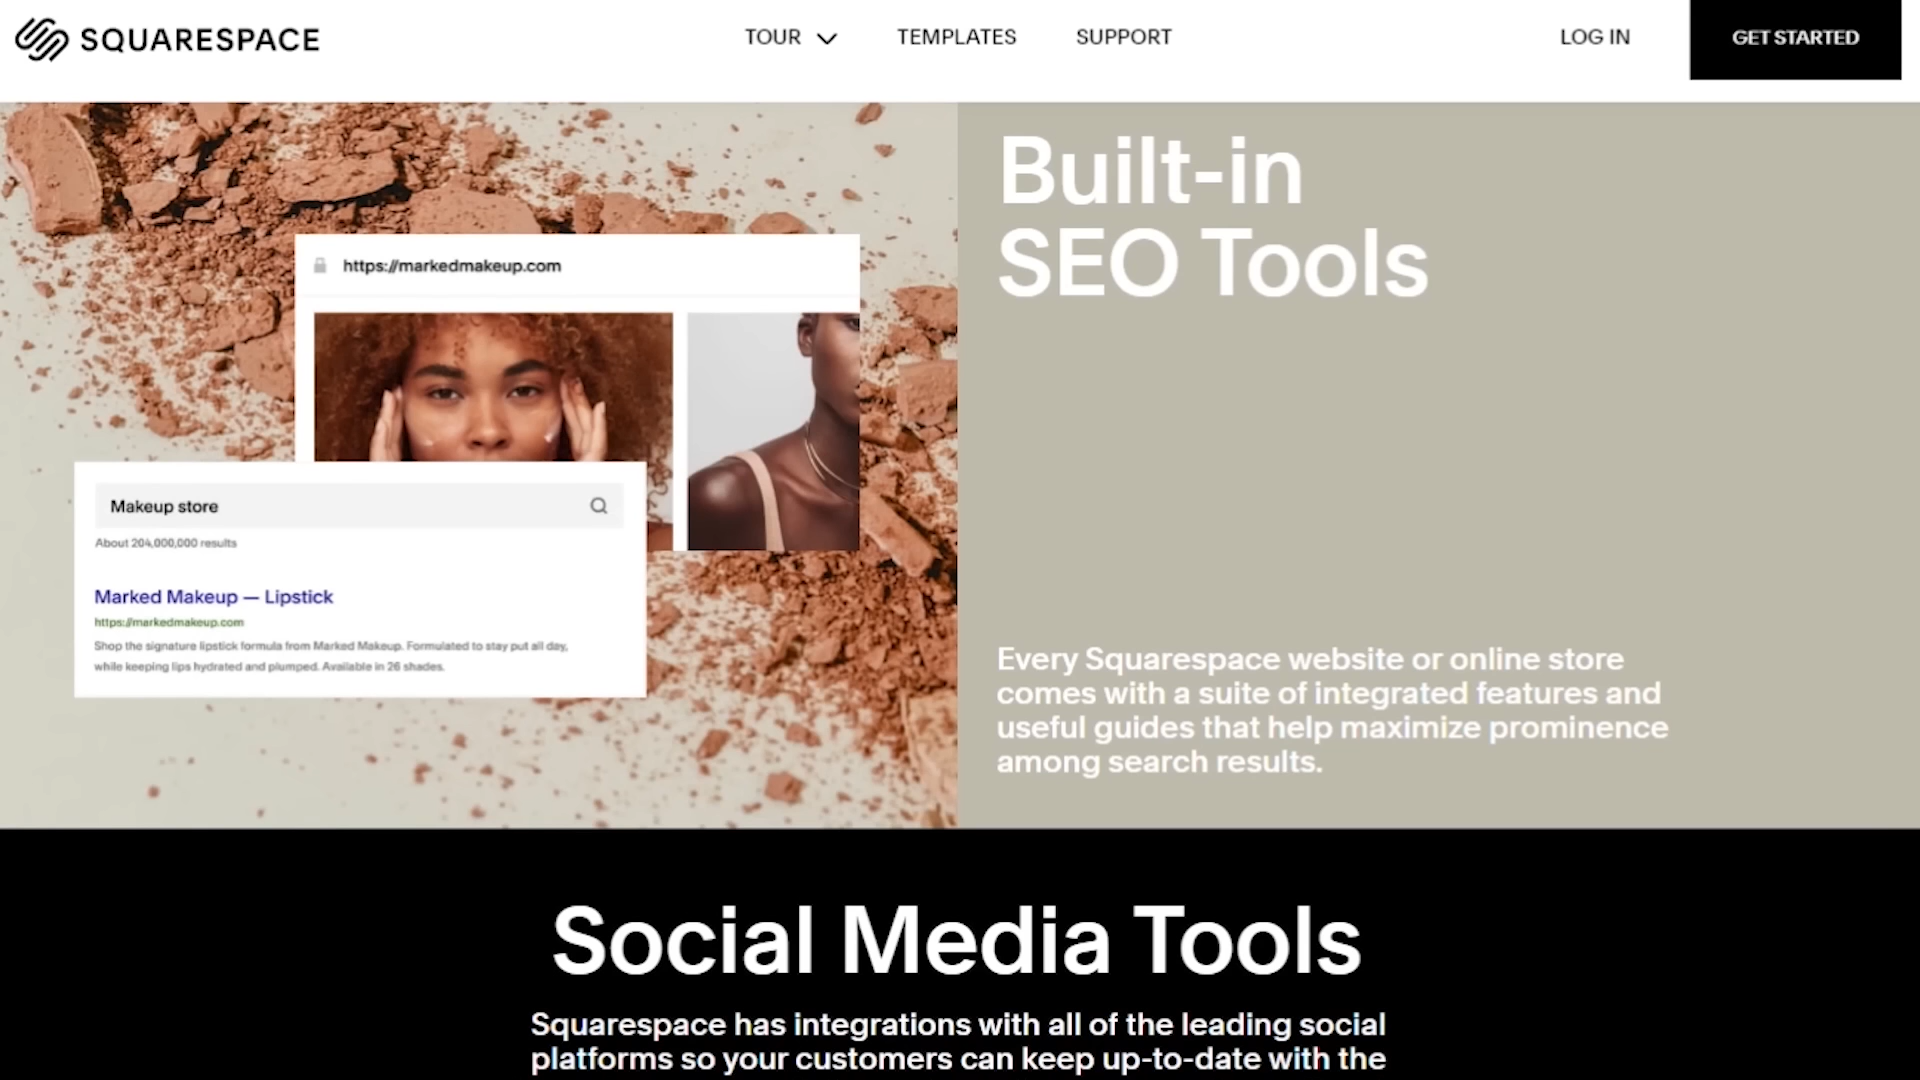 SQUARESPACE
TOUR
TEMPLATES
SUPPORT
LOG IN
GET STARTED
https://markedmakeup.com
Makeup store
About 204,000,000 results
Marked Makeup — Lipstick
https://markedmakeup.com
Shop the signature lipstick formula from Marked Makeup. Formulated to stay put all day,
while keeping lips hydrated and plumped. Available in 26 shades.
Built-in
SEO Tools
Every Squarespace website or online store
comes with a suite of integrated features and
useful guides that help maximize prominence
among search results.
Social Media Tools
Squarespace has integrations with all of the leading social
platforms so your customers can keep up-to-date with the